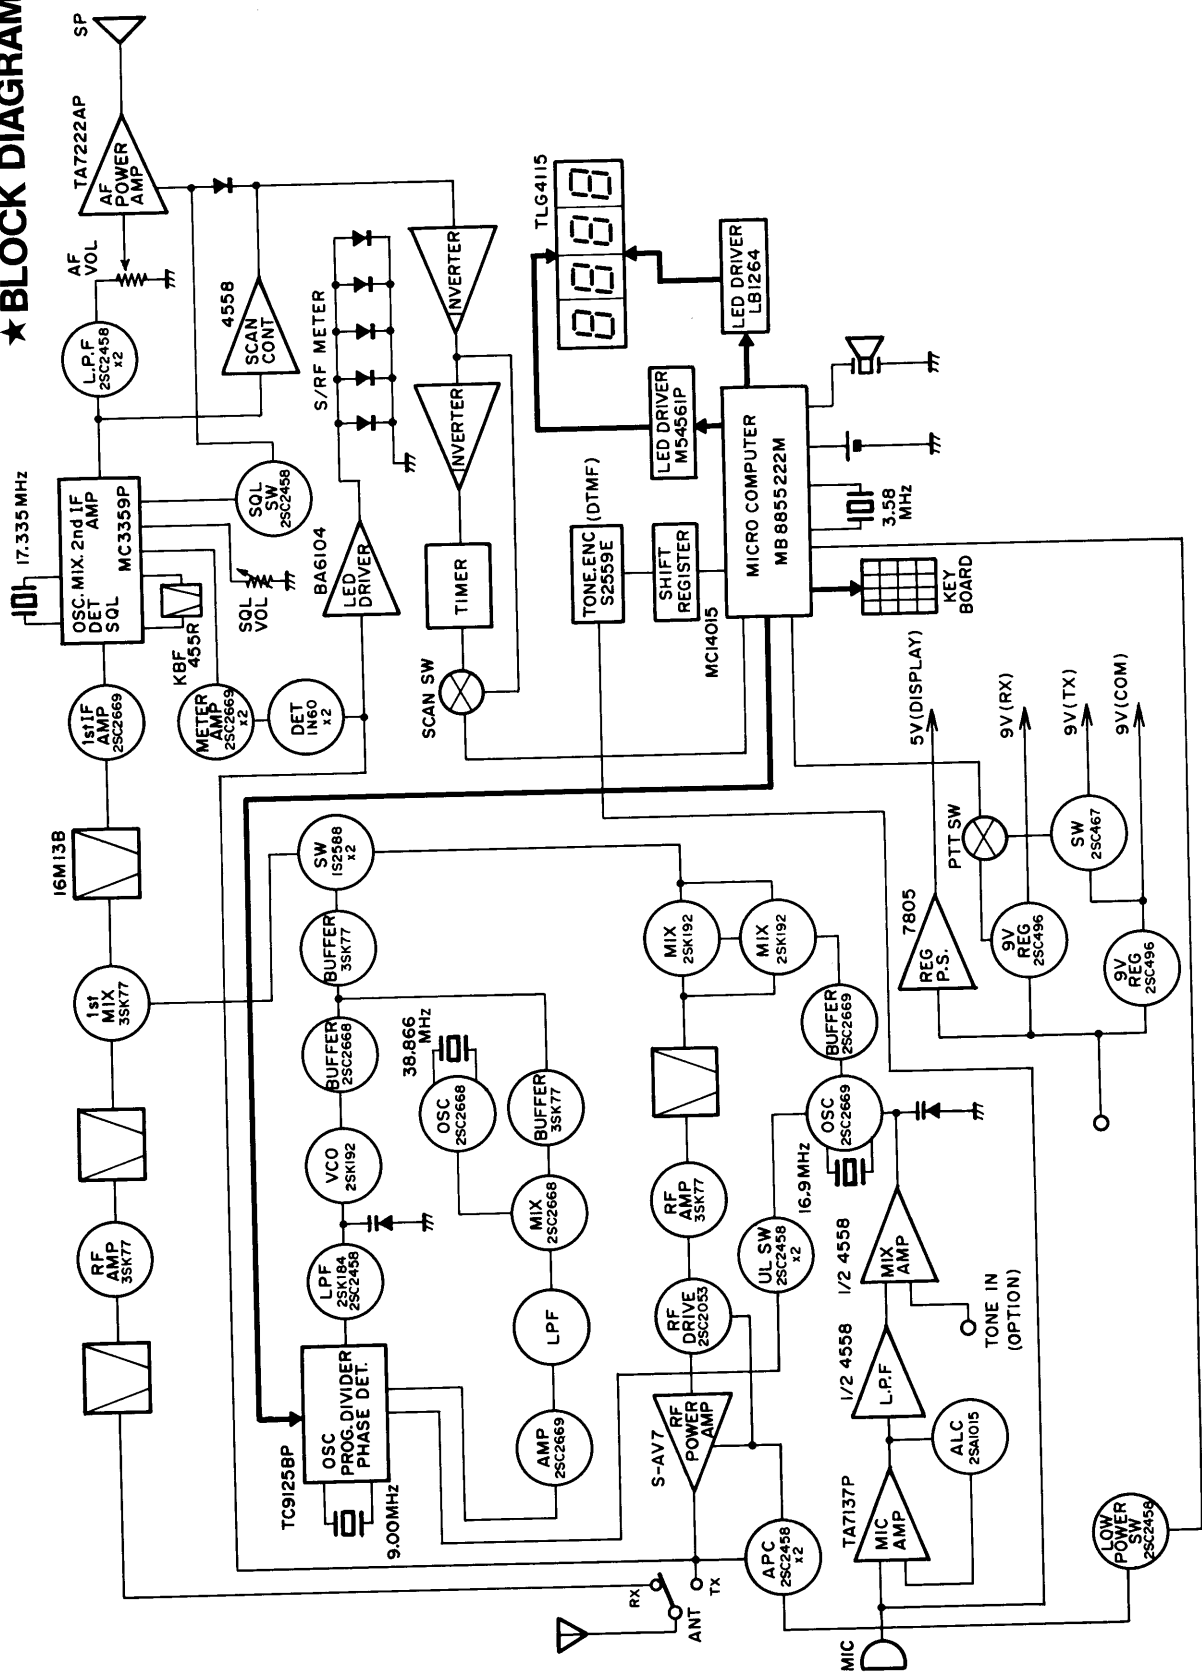 ★BLOCK DIAGRAM
RF
AMP
3SK77
1st
MIX
3SK77
16M13B
1st IF
AMP
2SC2669
17.335MHz
OSC. MIX. 2nd IF
DET AMP
SQL
MC3359P
KBF
455R
METER
AMP
2SC2669
x2
DET
1N60
x2
SQL
VOL
SQL
SW
2SC2458
L.P.F
2SC2458
x2
AF
VOL
TA7222AP
AF
POWER
AMP
SP
4558
SCAN
CONT
BA6104
LED
DRIVER
S/RF METER
INVERTER
INVERTER
TIMER
SCAN SW
TC9125BP
OSC
PROG.DIVIDER
PHASE DET.
9.00MHz
LPF
2SK184
2SC2458
VCO
2SK192
BUFFER
2SC2668
BUFFER
3SK77
SW
1S2588
x2
38.866
MHz
OSC
2SC2668
AMP
2SC2669
LPF
MIX
2SC2668
BUFFER
3SK77
TONE.ENC
S2559E
(DTMF)
SHIFT
REGISTER
MC14015
LED DRIVER
M54561P
TLG4115
8888
LED DRIVER
LB1264
MICRO COMPUTER
MB885522M
3.58
MHz
KEY
BOARD
RX
TX
ANT
S-AV7
RF
POWER
AMP
RF
DRIVE
2SC2053
RF
AMP
3SK77
MIX
2SK192
MIX
2SK192
APC
2SC2458
x2
UL SW
2SC2458
x2
16.9MHz
OSC
2SC2669
BUFFER
2SC2669
MIC
TA7137P
MIC
AMP
ALC
2SA1015
1/2 4558
L.P.F
1/2 4558
MIX
AMP
TONE IN
(OPTION)
LOW
POWER
SW
2SC2458
7805
REG
P.S.
5V(DISPLAY)
PTT SW
9V
REG
2SC496
9V(RX)
SW
2SC467
9V(TX)
9V
REG
2SC496
9V(COM)